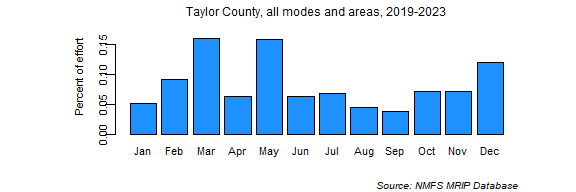 Taylor County, all modes and areas, 2019-2023
Percent of effort
0.15
0.10
0.05
0.00
Jan Feb Mar Apr May Jun Jul Aug Sep Oct Nov Dec
Source: NMFS MRIP Database